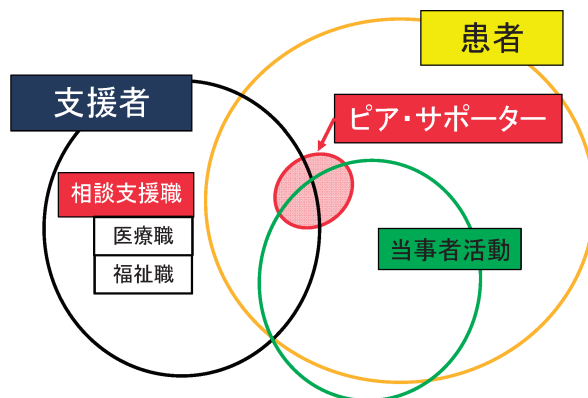 患者
支援者
ピア・サポーター
相談支援職
医療職
当事者活動
福祉職